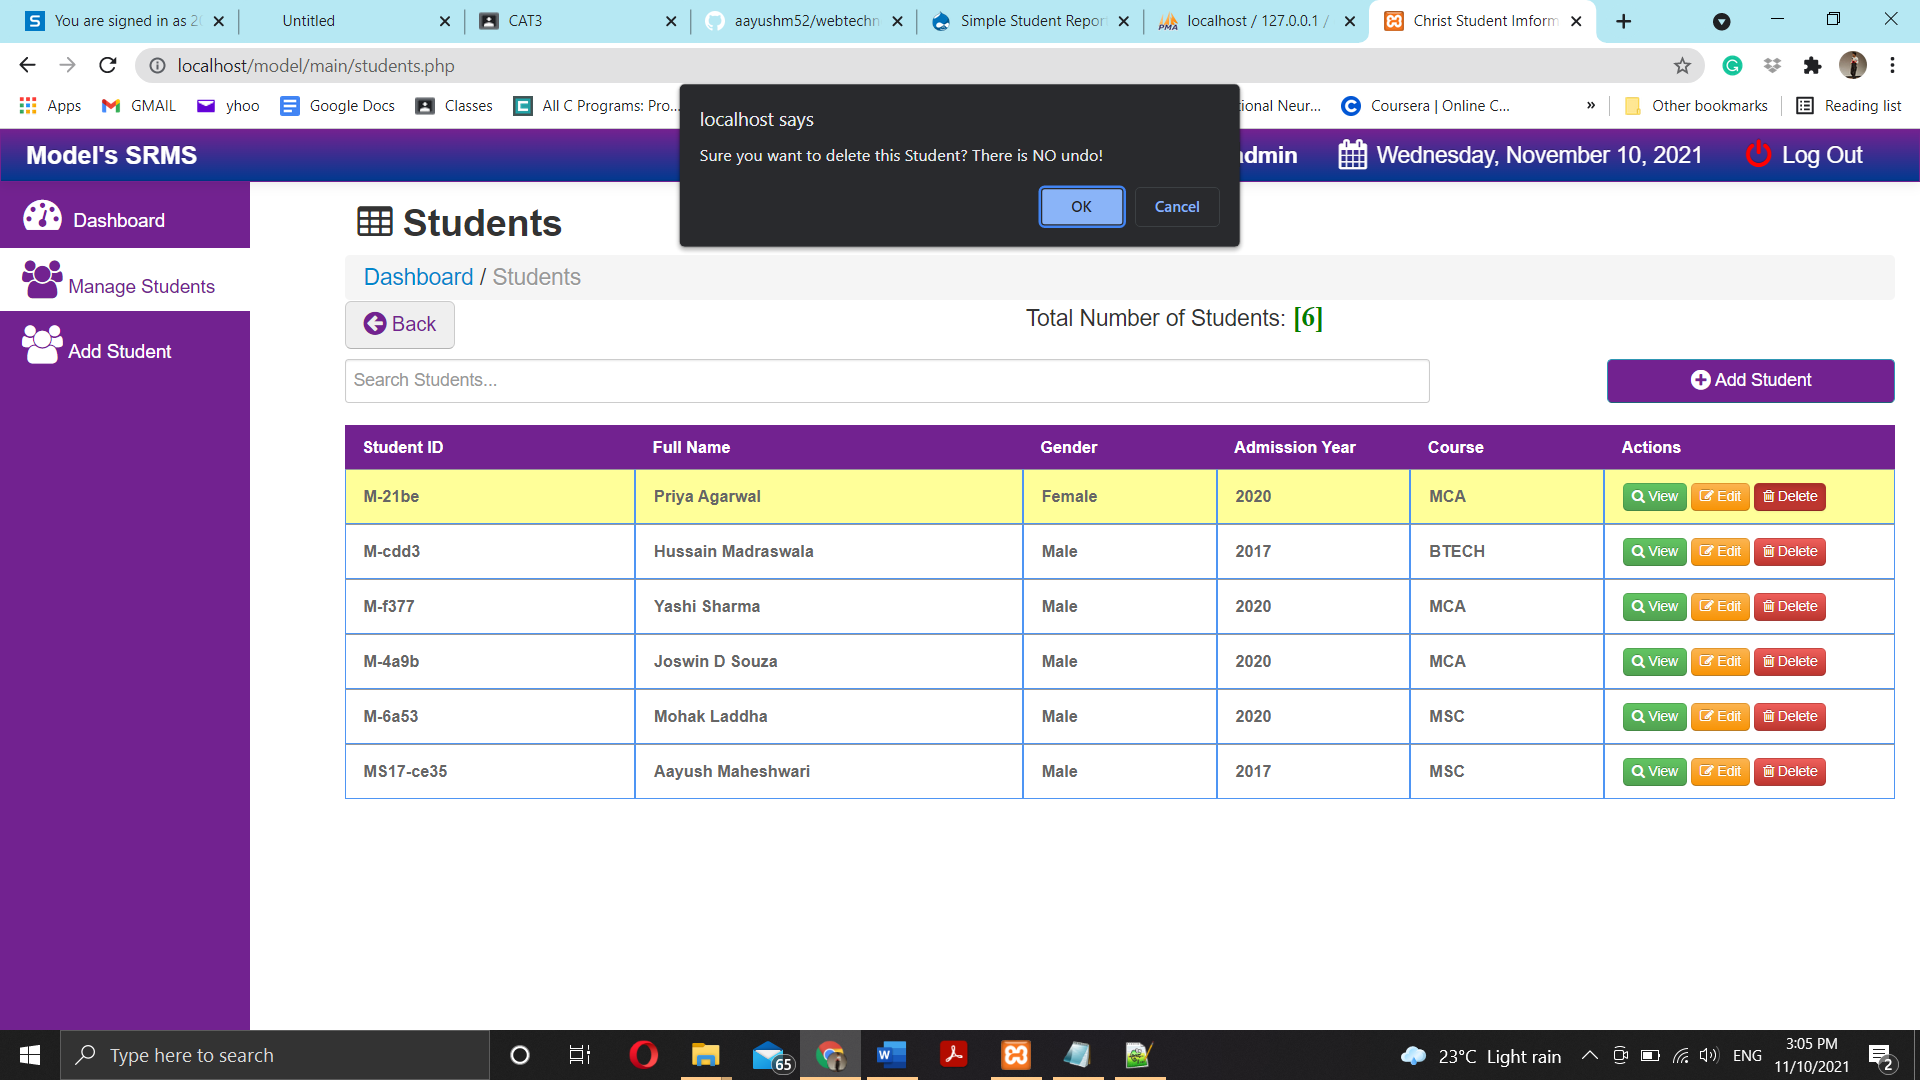 You are signed in as 20
Untitled
CAT3
aayushm52/webtechn
Simple Student Repor
localhost / 127.0.0.1 /
Christ Student Imform
localhost/model/main/students.php
Apps
GMAIL
yhoo
Google Docs
Classes
All C Programs: Pro...
tional Neur...
Coursera | Online C...
»
Other bookmarks
Reading list
localhost says
Sure you want to delete this Student? There is NO undo!
OK
Cancel
Model's SRMS
admin
Wednesday, November 10, 2021
Log Out
Dashboard
Manage Students
Add Student
Students
Dashboard / Students
Back
Total Number of Students: [6]
Search Students...
Add Student
Student ID Full Name Gender Admission Year Course Actions
M-21be Priya Agarwal Female 2020 MCA View Edit Delete
M-cdd3 Hussain Madraswala Male 2017 BTECH View Edit Delete
M-f377 Yashi Sharma Male 2020 MCA View Edit Delete
M-4a9b Joswin D Souza Male 2020 MCA View Edit Delete
M-6a53 Mohak Laddha Male 2020 MSC View Edit Delete
MS17-ce35 Aayush Maheshwari Male 2017 MSC View Edit Delete
Type here to search
65
23°C Light rain
ENG
3:05 PM
11/10/2021
2